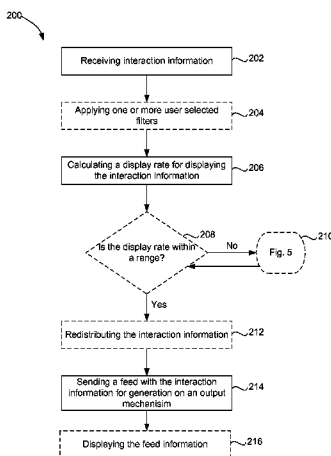 200
Receiving interaction information
202
Applying one or more user selected
filters
204
Calculating a display rate for displaying
the interaction information
206
208
Is the display rate within
a range?
No
210
Fig. 5
Yes
Redistributing the interaction information
212
Sending a feed with the interaction
information for generation on an output
mechanisim
214
Displaying the feed information
216